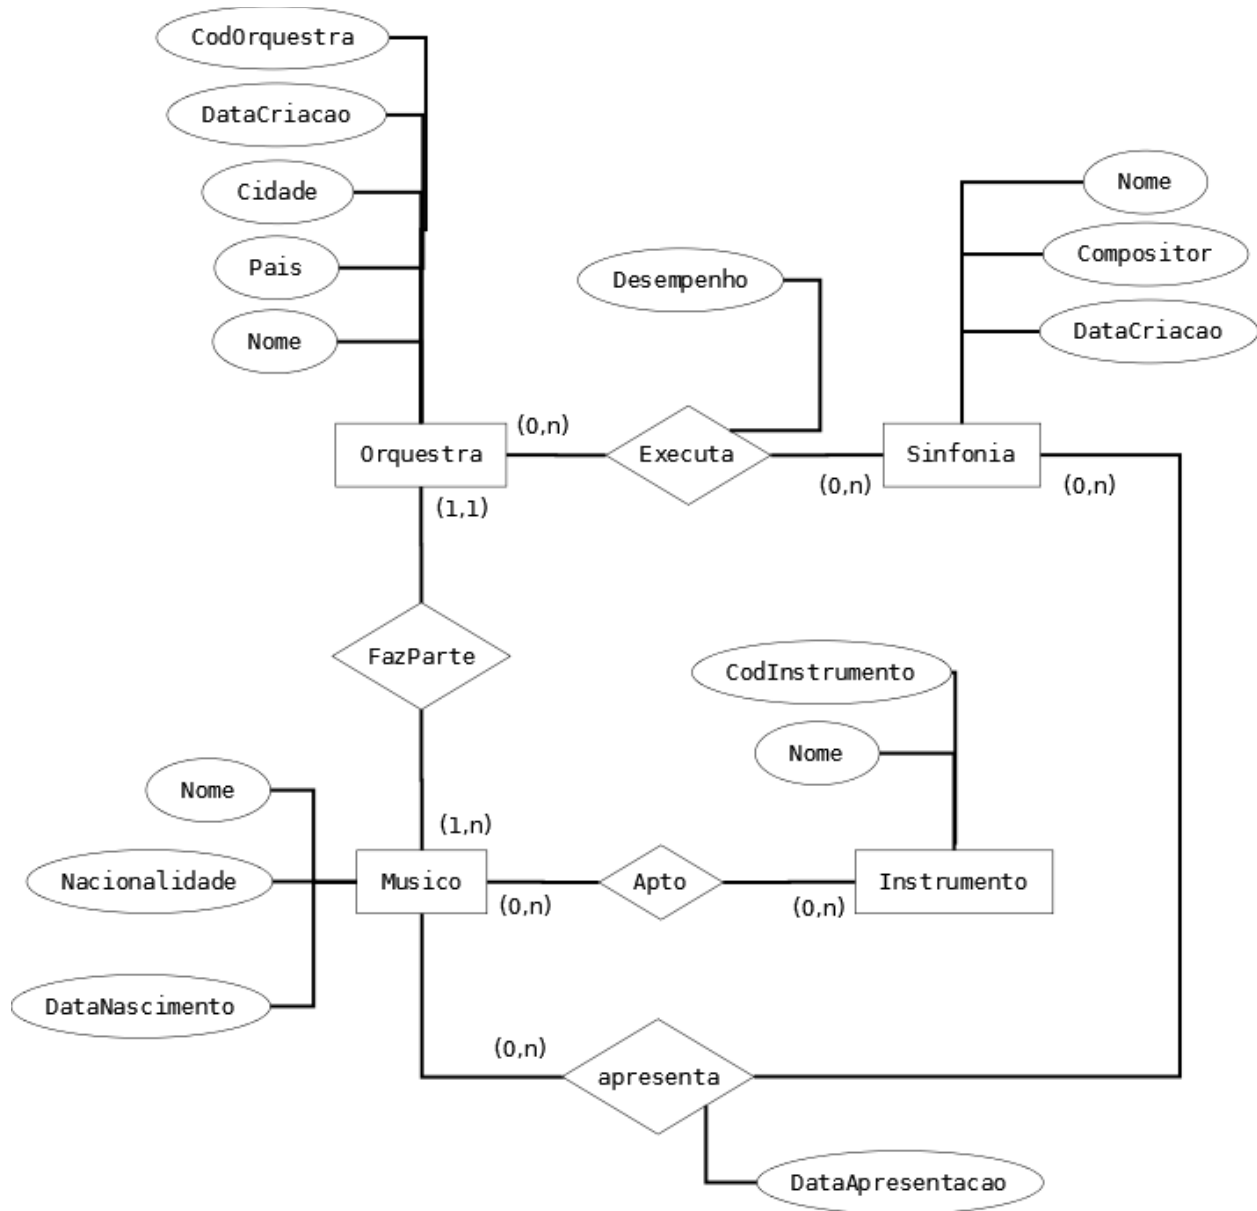 CodOrquestra
DataCriacao
Cidade
Pais
Nome
Nome
Compositor
DataCriacao
Desempenho
(0,n)
Orquestra
Executa
Sinfonia
(1,1)
(0,n)
(0,n)
FazParte
CodInstrumento
Nome
Nome
(1,n)
Nacionalidade
Musico
Apto
Instrumento
(0,n)
(0,n)
DataNascimento
(0,n)
apresenta
DataApresentacao